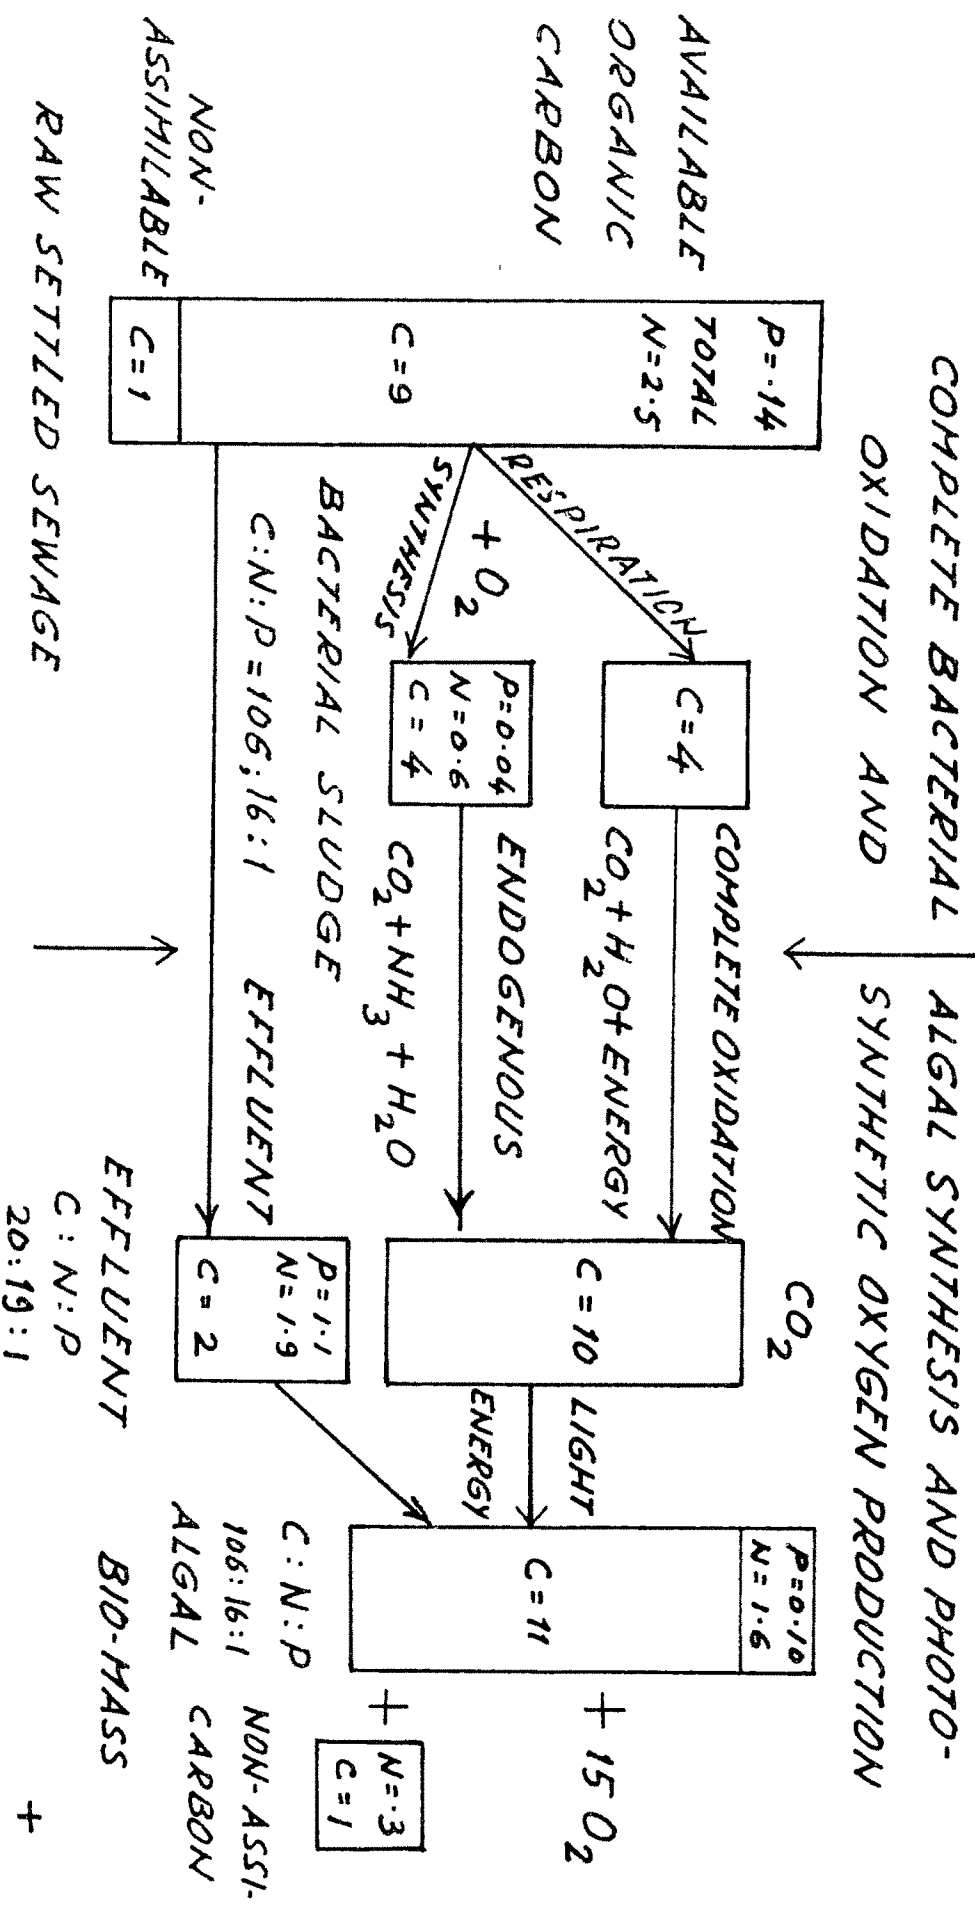 COMPLETE BACTERIAL
OXIDATION AND
ALGAL SYNTHESIS AND PHOTO-
SYNTHETIC OXYGEN PRODUCTION
AVAILABLE
ORGANIC
CARBON
NON-
ASSIMILABLE
RAW SETTLED SEWAGE
P=.14
TOTAL
N=2.5
C=9
C=1
RESPIRATION
+ O2
SYNTHESIS
C=4
P=0.04
N=0.6
C=4
BACTERIAL SLUDGE
C:N:P=106;16:1
COMPLETE OXIDATION
CO2+H2O+ENERGY
ENDOGENOUS
CO2+NH3+H2O
EFFLUENT
CO2
C=10
P=1.1
N=1.9
C=2
EFFLUENT
C:N:P
20:19:1
LIGHT
ENERGY
P=0.10
N=1.6
C=11
C:N:P
106:16:1
ALGAL
BIO-MASS
+ 15O2
+
N=.3
C=1
NON-ASSI-
CARBON
+